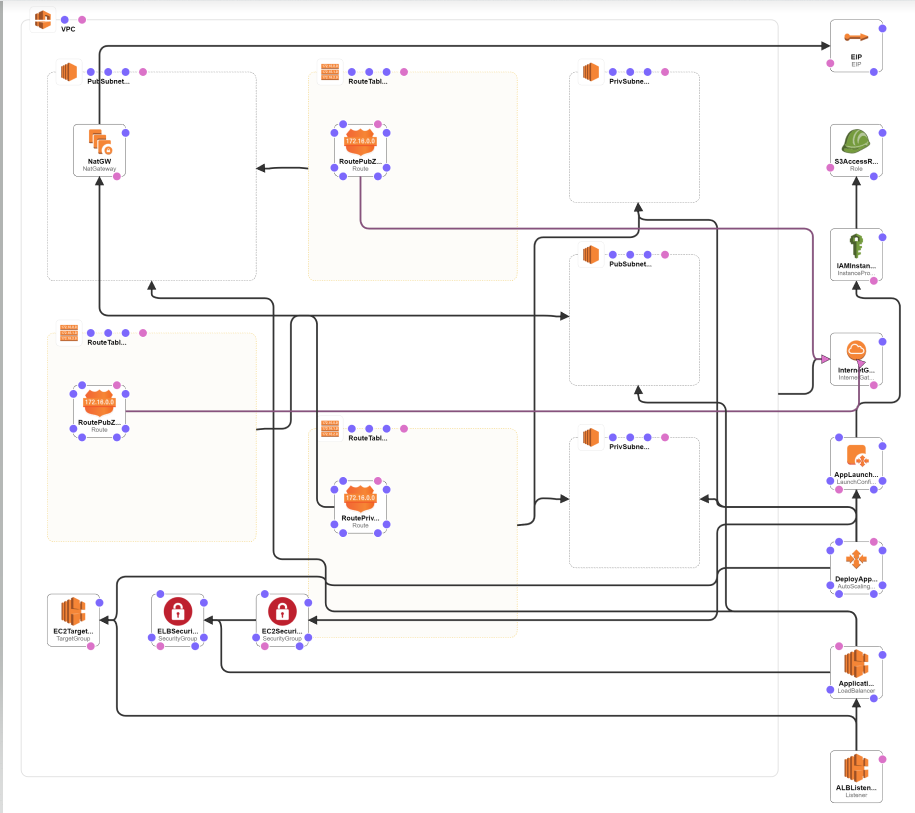 VPC
EIP
EIP
PubSubnet...
RouteTabl...
PrivSubne...
NatGW
NatGateway
172.16.0.0
RoutePubZ...
Route
S3AccessR...
Role
PubSubnet...
IAMInstan...
InstancePro...
RouteTabl...
InternetG...
InternetGat...
172.16.0.0
RoutePubZ...
Route
RouteTabl...
PrivSubne...
172.16.0.0
RoutePriv...
Route
AppLaunch...
LaunchConfi...
DeployApp...
AutoScaling...
EC2Target...
TargetGroup
ELBSecuri...
SecurityGroup
EC2Securi...
SecurityGroup
Applicati...
LoadBalancer
ALBListen...
Listener